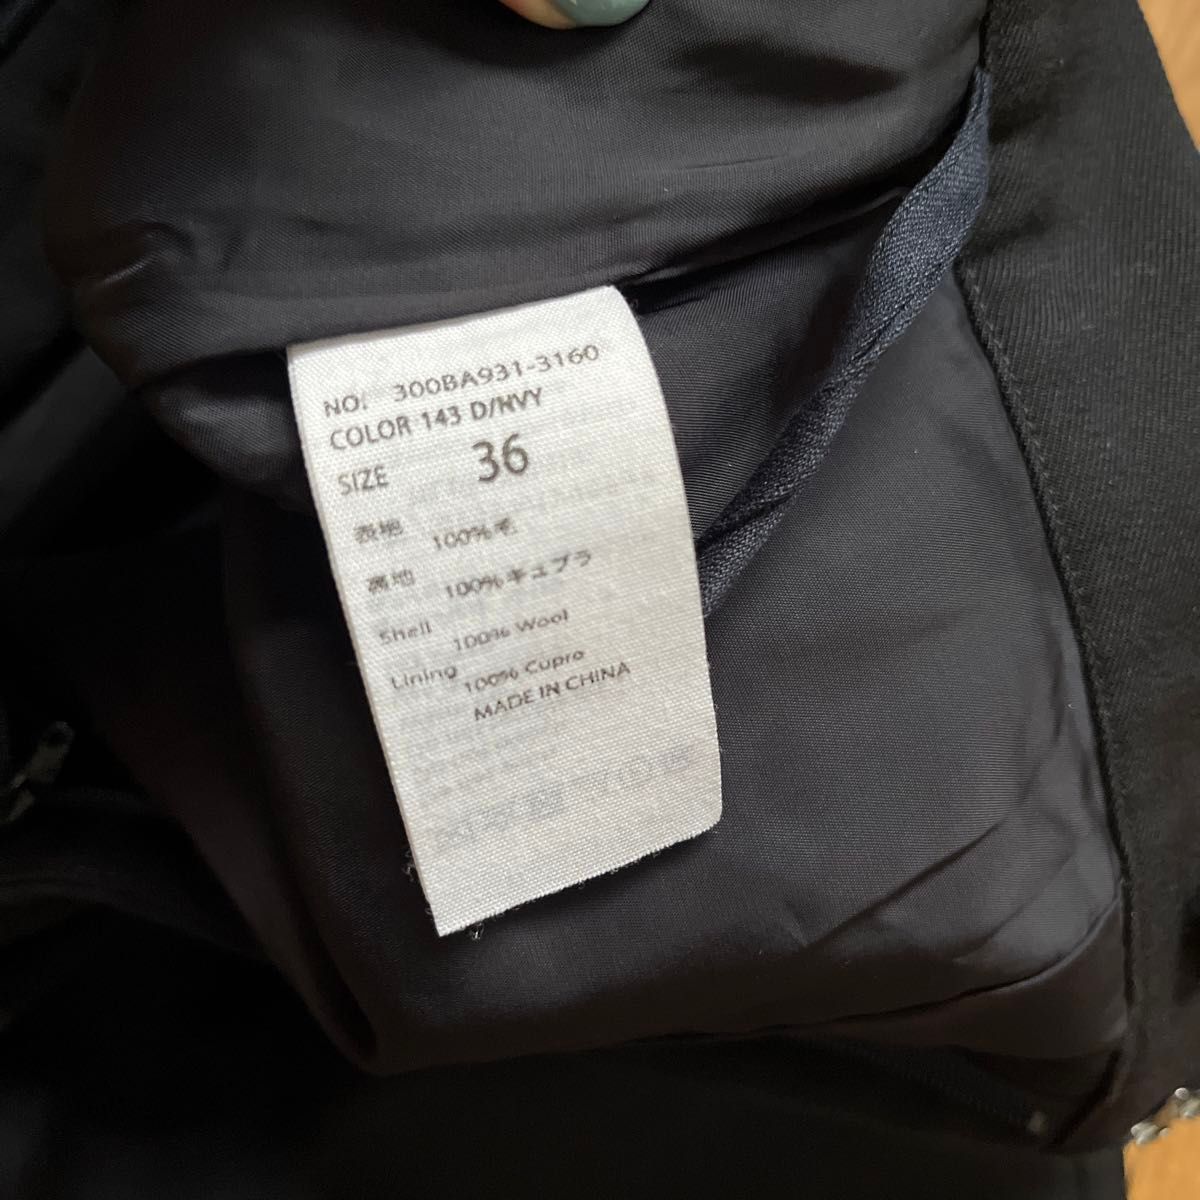 NO. 300BA931-3160
COLOR 143 D/NVY
SIZE 36
表地 100%毛
裏地 100%キュプラ
Shell 100% Wool
Lining 100% Cupro
MADE IN CHINA